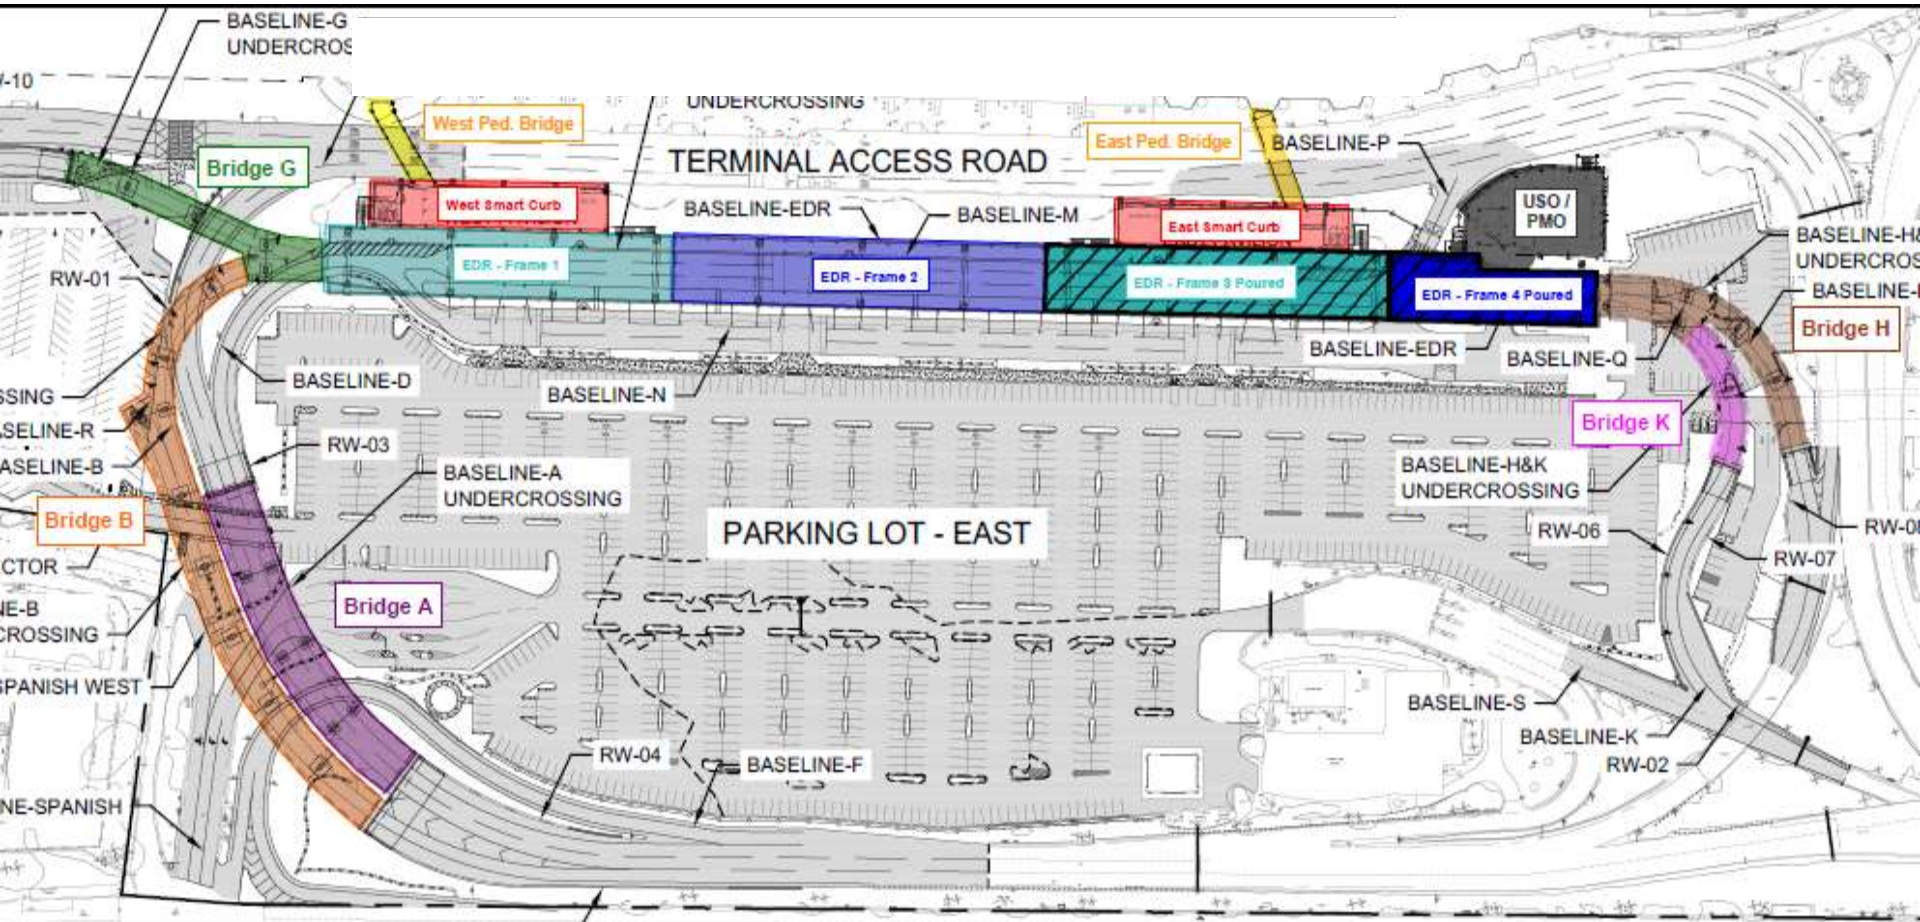 BASELINE-G
UNDERCROS
-10
UNDERCROSSING
West Ped. Bridge
East Ped. Bridge
BASELINE-P
TERMINAL ACCESS ROAD
Bridge G
USO /
PMO
West Smart Curb
BASELINE-EDR
BASELINE-M
East Smart Curb
BASELINE-H&
UNDERCROS
RW-01
EDR - Frame 1
EDR - Frame 2
EDR - Frame 3 Poured
EDR - Frame 4 Poured
BASELINE-
Bridge H
BASELINE-EDR
BASELINE-Q
BASELINE-D
BASELINE-N
SSING
Bridge K
ASELINE-R
RW-03
ASELINE-B
BASELINE-A
UNDERCROSSING
BASELINE-H&K
UNDERCROSSING
Bridge B
PARKING LOT - EAST
RW-06
RW-08
RW-07
CTOR
NE-B
CROSSING
Bridge A
SPANISH WEST
BASELINE-S
BASELINE-K
RW-02
RW-04
BASELINE-F
NE-SPANISH